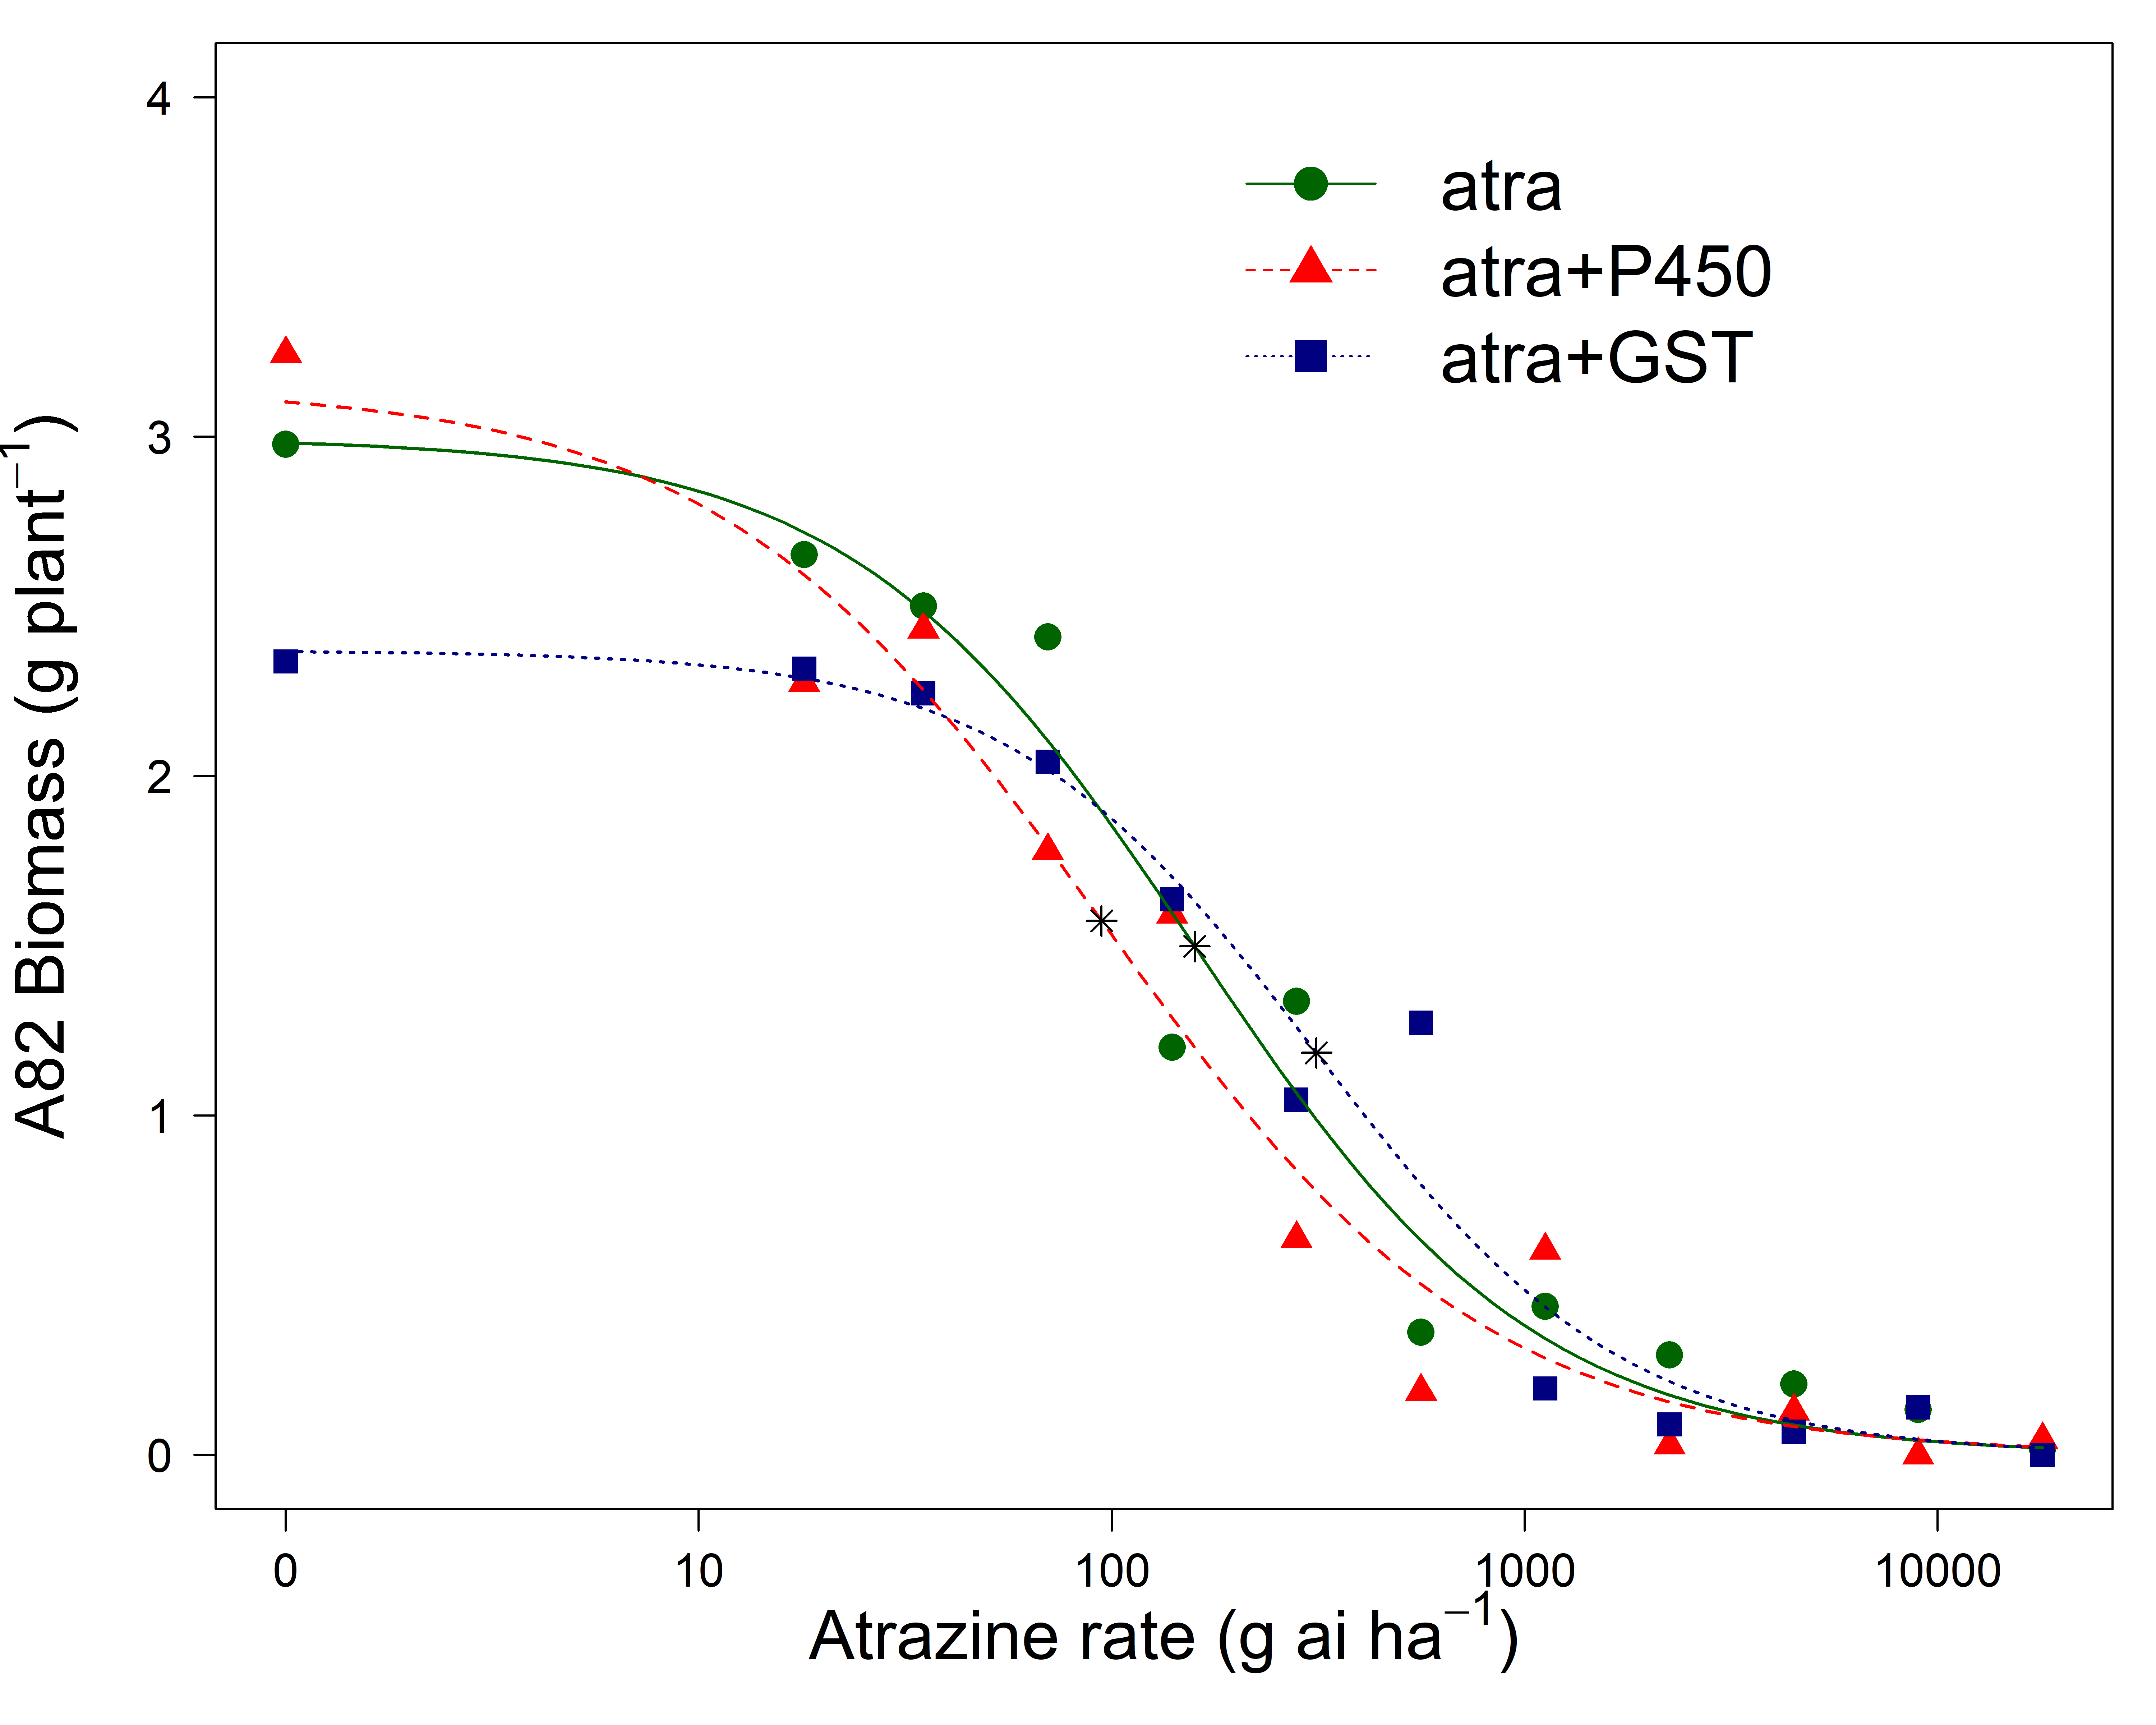 4
3
2
1
0
A82 Biomass (g plant⁻¹)
atra
atra+P450
atra+GST
0 10 100 1000 10000
Atrazine rate (g ai ha⁻¹)